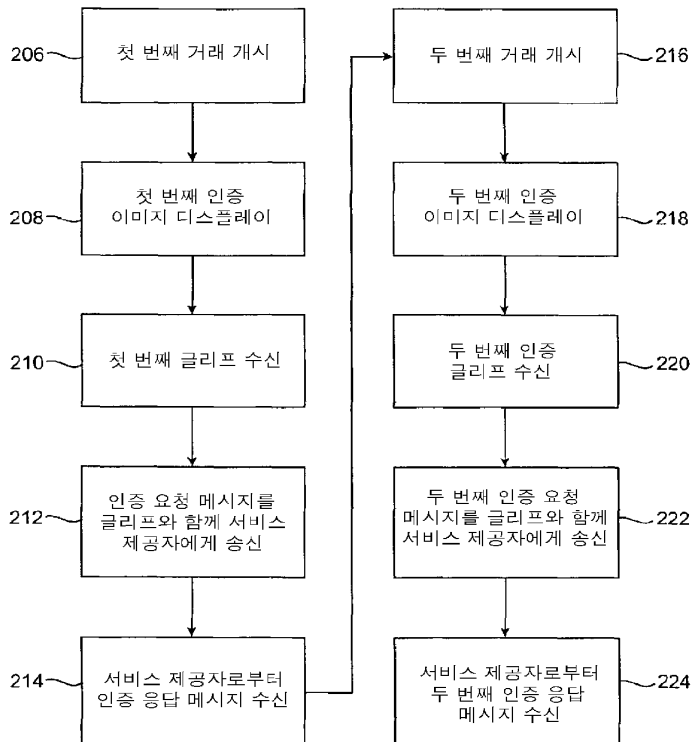 206
첫 번째 거래 개시
208
첫 번째 인증
이미지 디스플레이
210
첫 번째 글리프 수신
212
인증 요청 메시지를
글리프와 함께 서비스
제공자에게 송신
214
서비스 제공자로부터
인증 응답 메시지 수신
두 번째 거래 개시
216
두 번째 인증
이미지 디스플레이
218
두 번째 인증
글리프 수신
220
두 번째 인증 요청
메시지를 글리프와 함께
서비스 제공자에게 송신
222
서비스 제공자로부터
두 번째 인증 응답
메시지 수신
224